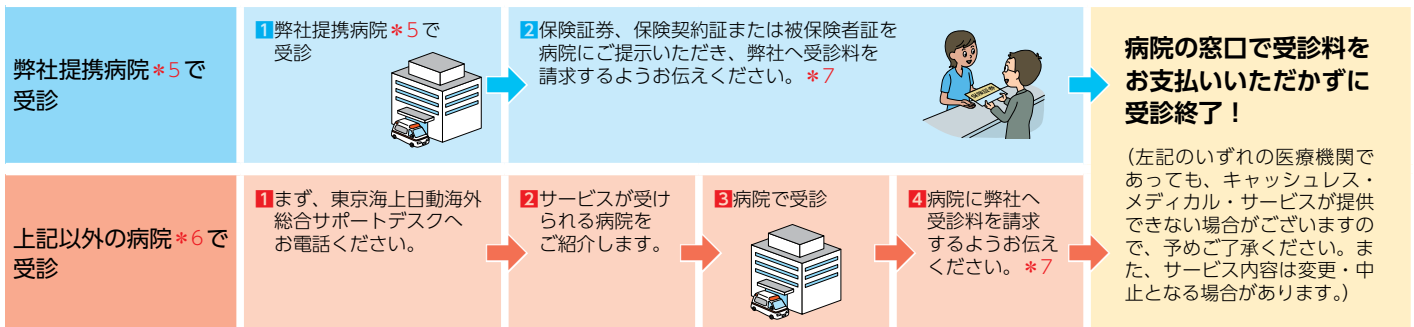 弊社提携病院＊5で
受診
1弊社提携病院＊5で
受診
2保険証券、保険契約証または被保険者証を
病院にご提示いただき、弊社へ受診料を
請求するようお伝えください。＊7
保険証券
病院の窓口で受診料を
お支払いいただかずに
受診終了！
（左記のいずれの医療機関で
あっても、キャッシュレス・
メディカル・サービスが提供
できない場合がございますの
で、予めご了承ください。ま
た、サービス内容は変更・中
止となる場合があります。）
上記以外の病院＊6で
受診
1まず、東京海上日動海外
総合サポートデスクへ
お電話ください。
2サービスが受け
られる病院を
ご紹介します。
3病院で受診
4病院に弊社へ
受診料を請求
するようお伝え
ください。＊7